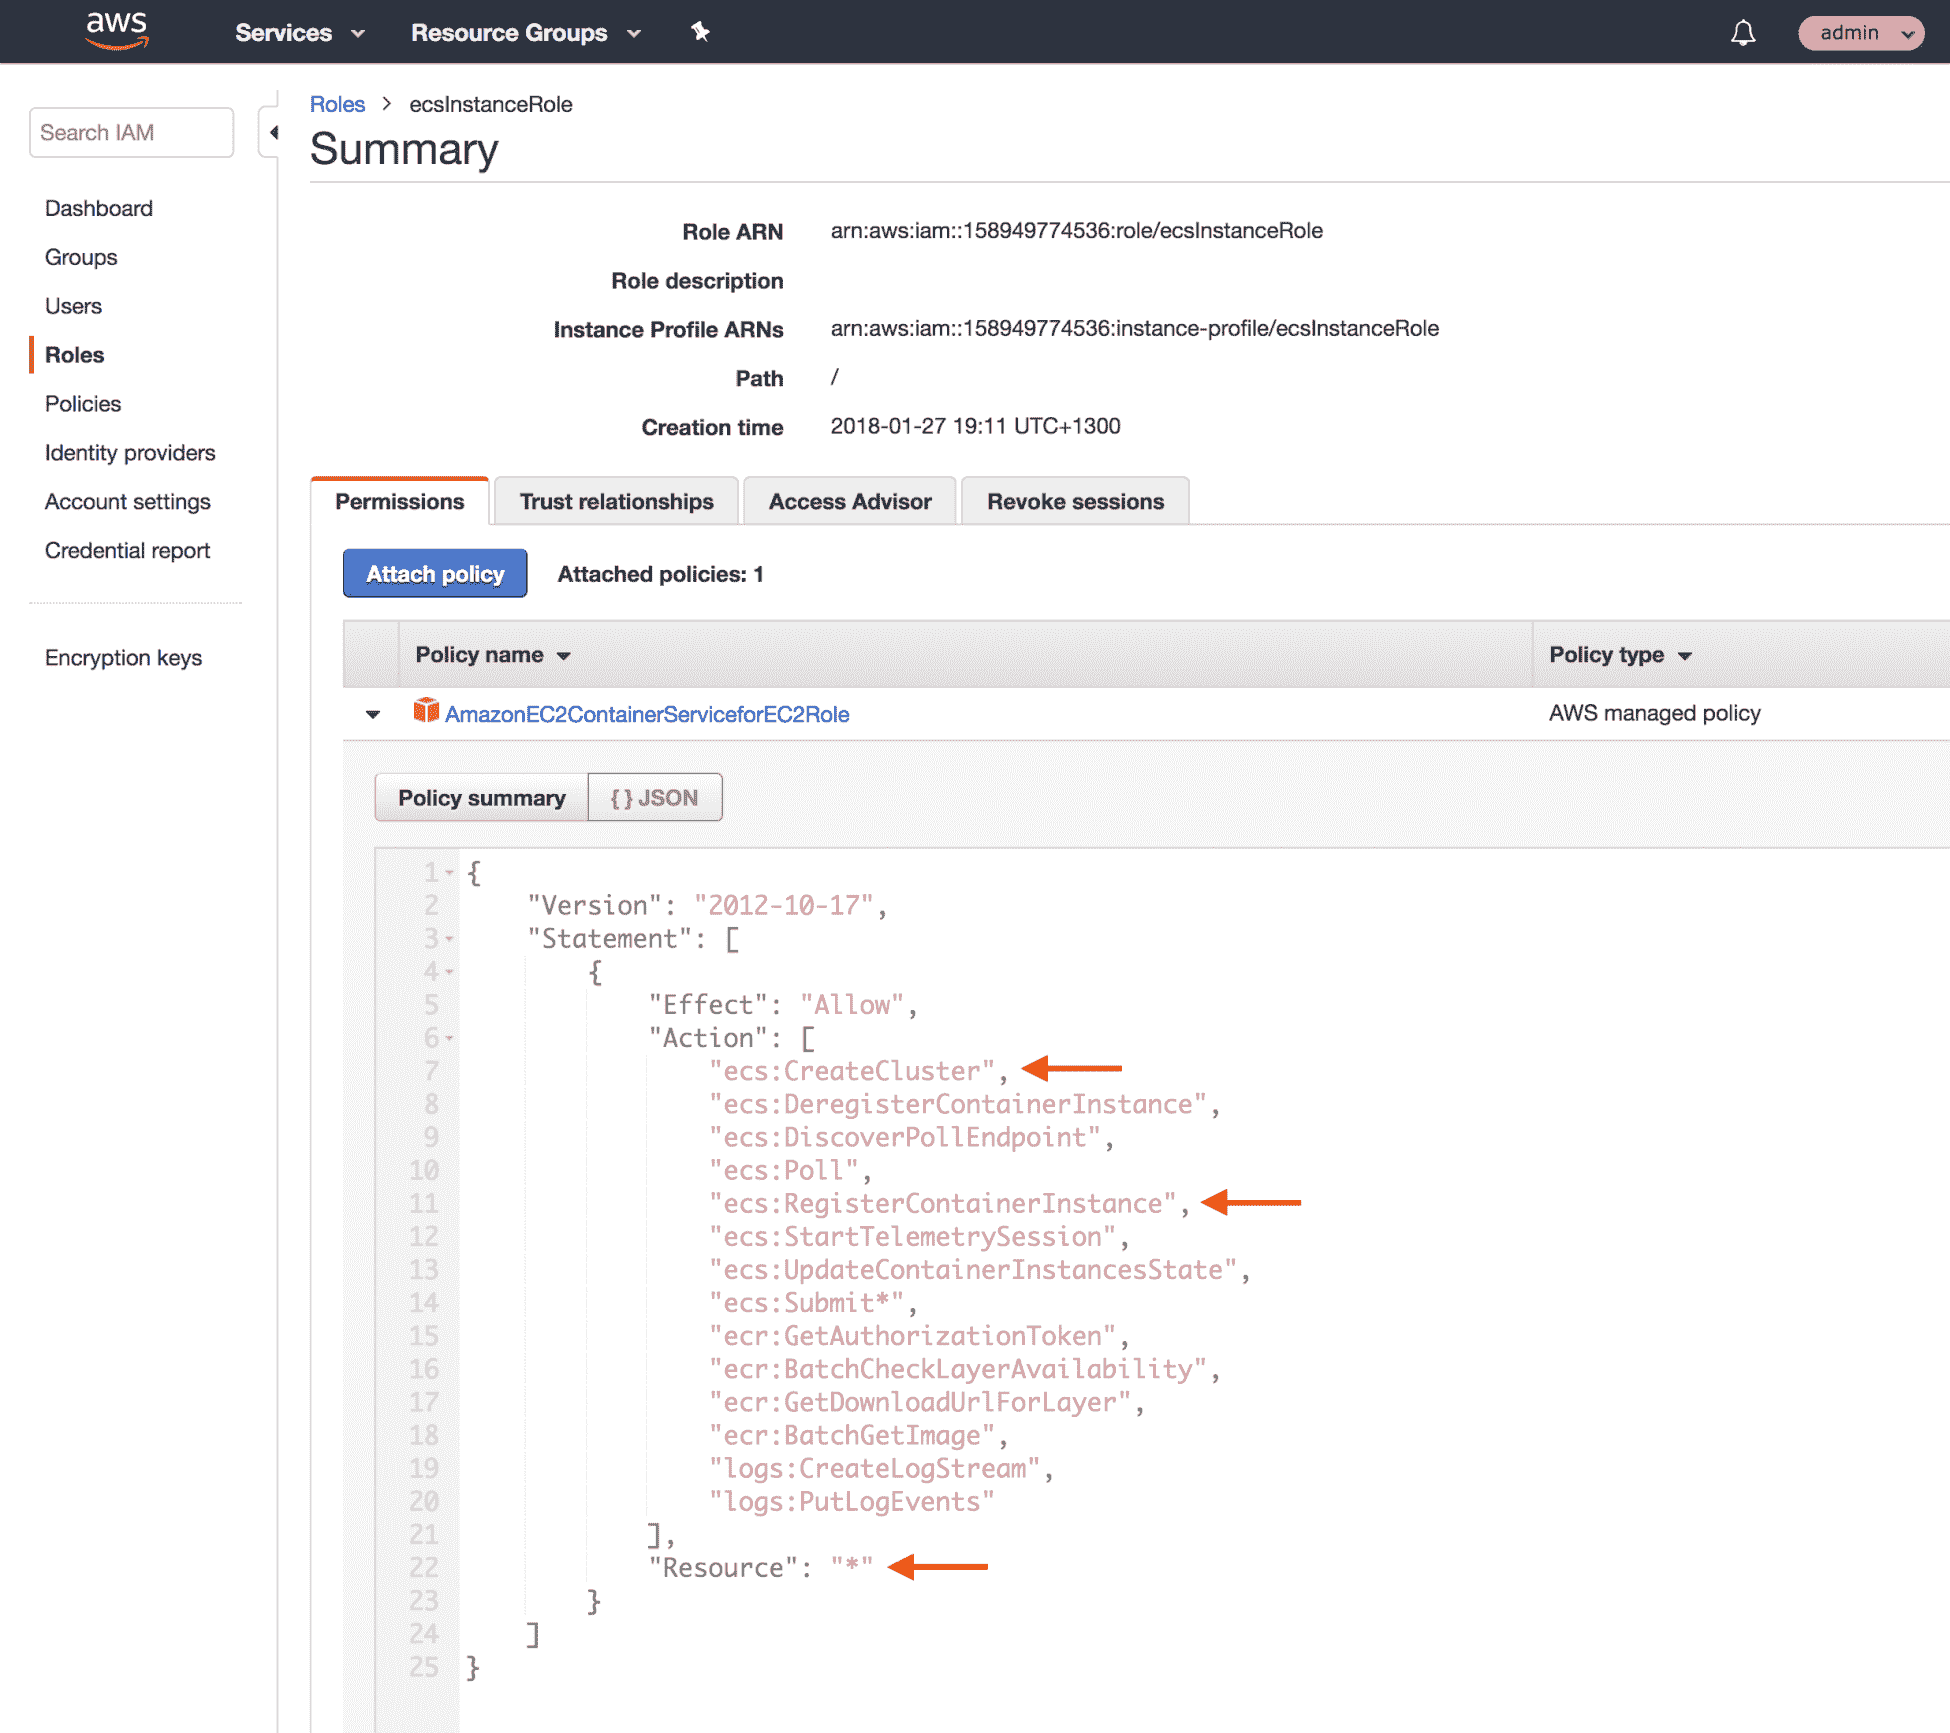 aws Services Resource Groups admin
Search IAM
Dashboard
Groups
Users
Roles
Policies
Identity providers
Account settings
Credential report
Encryption keys
Roles > ecsInstanceRole
Summary
Role ARN arn:aws:iam::158949774536:role/ecsInstanceRole
Role description
Instance Profile ARNs arn:aws:iam::158949774536:instance-profile/ecsInstanceRole
Path /
Creation time 2018-01-27 19:11 UTC+1300
Permissions Trust relationships Access Advisor Revoke sessions
Attach policy Attached policies: 1
Policy name Policy type
AmazonEC2ContainerServiceforEC2Role AWS managed policy
Policy summary {} JSON
1 {
2 "Version": "2012-10-17",
3 "Statement": [
4 {
5 "Effect": "Allow",
6 "Action": [
7 "ecs:CreateCluster",
8 "ecs:DeregisterContainerInstance",
9 "ecs:DiscoverPollEndpoint",
10 "ecs:Poll",
11 "ecs:RegisterContainerInstance",
12 "ecs:StartTelemetrySession",
13 "ecs:UpdateContainerInstancesState",
14 "ecs:Submit*",
15 "ecr:GetAuthorizationToken",
16 "ecr:BatchCheckLayerAvailability",
17 "ecr:GetDownloadUrlForLayer",
18 "ecr:BatchGetImage",
19 "logs:CreateLogStream",
20 "logs:PutLogEvents"
21 ],
22 "Resource": "*"
23 }
24 ]
25 }